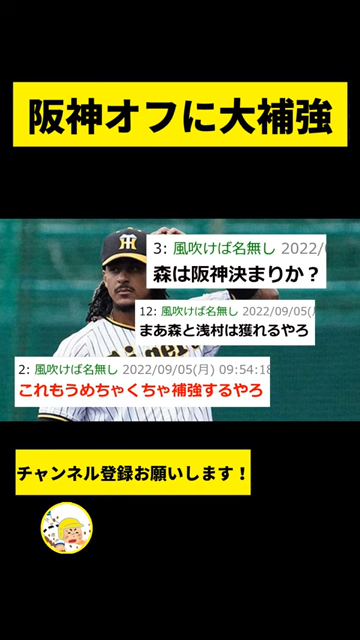 阪神オフに大補強
3: 風吹けば名無し 2022/0
森は阪神決まりか？
12: 風吹けば名無し 2022/09/05(
まあ森と浅村は獲れるやろ
2: 風吹けば名無し 2022/09/05(月) 09:54:18
これもうめちゃくちゃ補強するやろ
チャンネル登録お願いします！